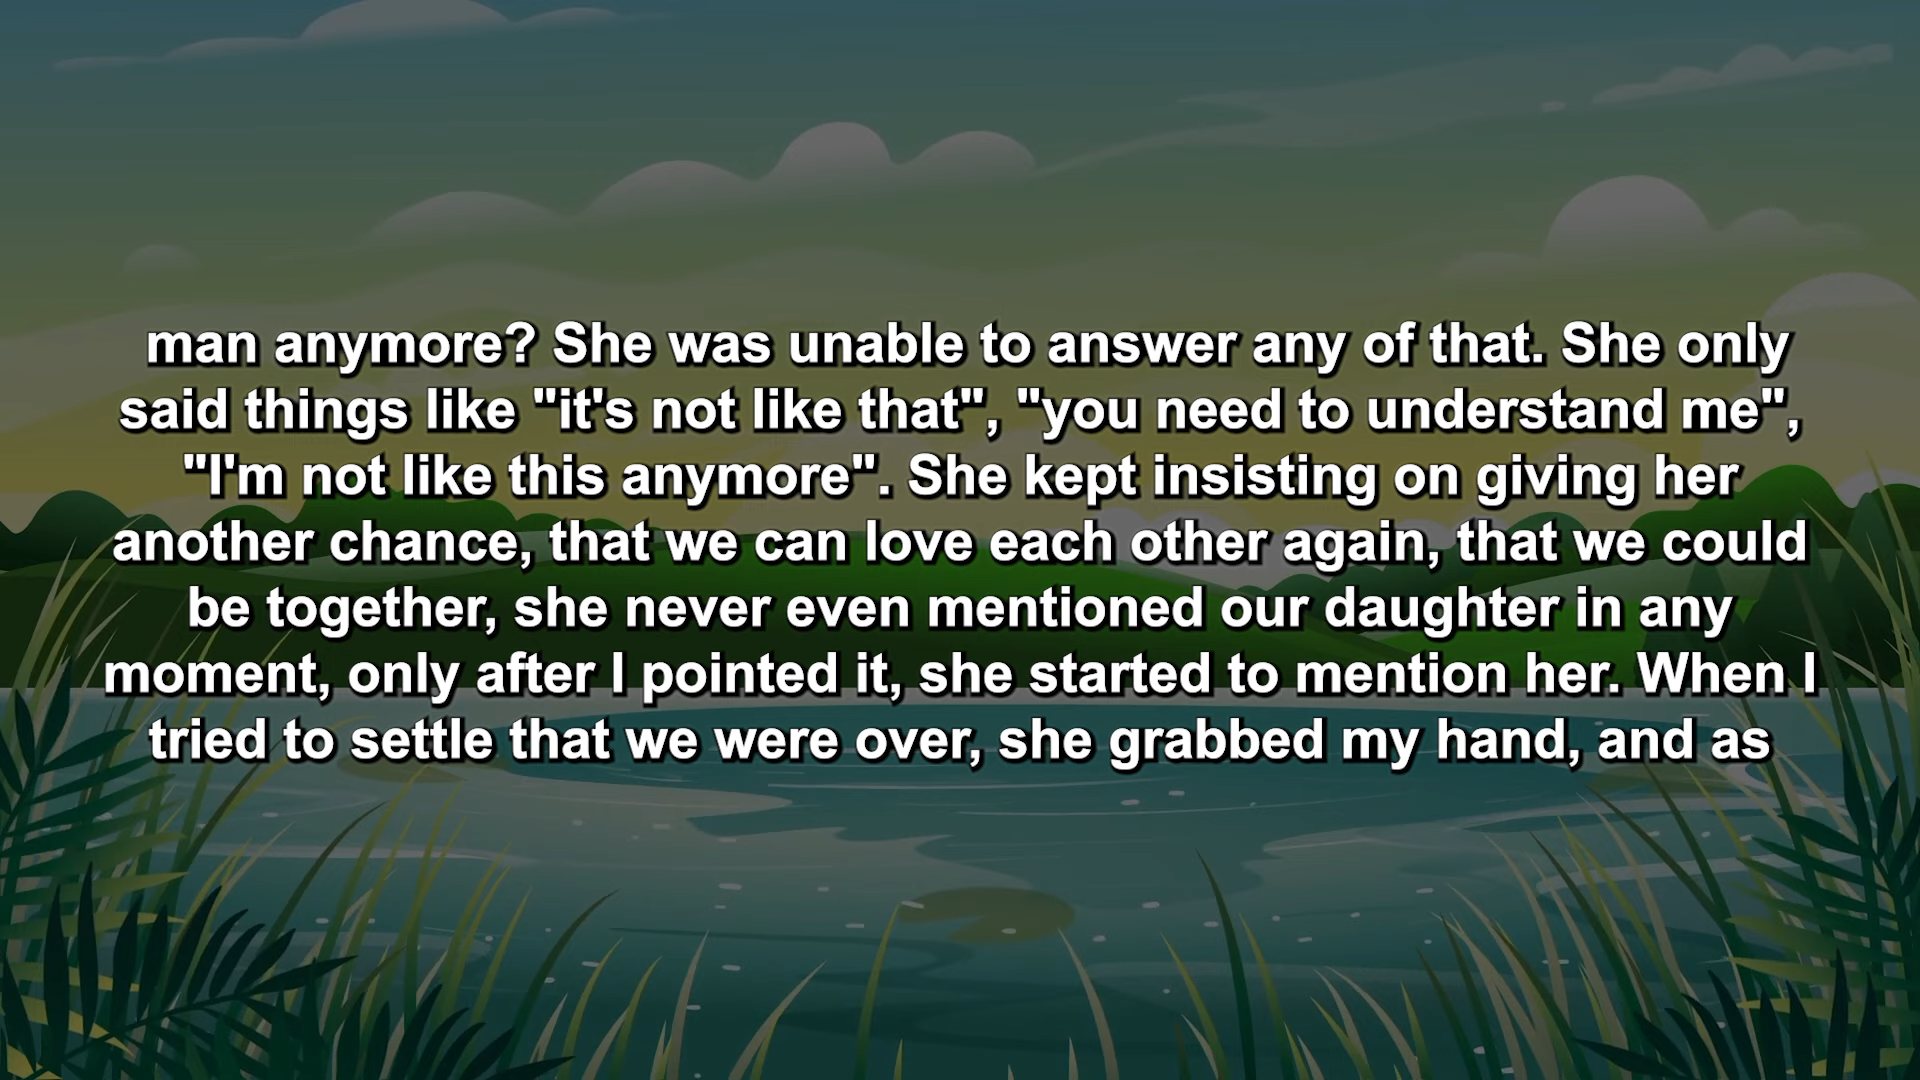 man anymore? She was unable to answer any of that. She only
said things like "it's not like that", "you need to understand me",
"I'm not like this anymore". She kept insisting on giving her
another chance, that we can love each other again, that we could
be together, she never even mentioned our daughter in any
moment, only after I pointed it, she started to mention her. When I
tried to settle that we were over, she grabbed my hand, and as